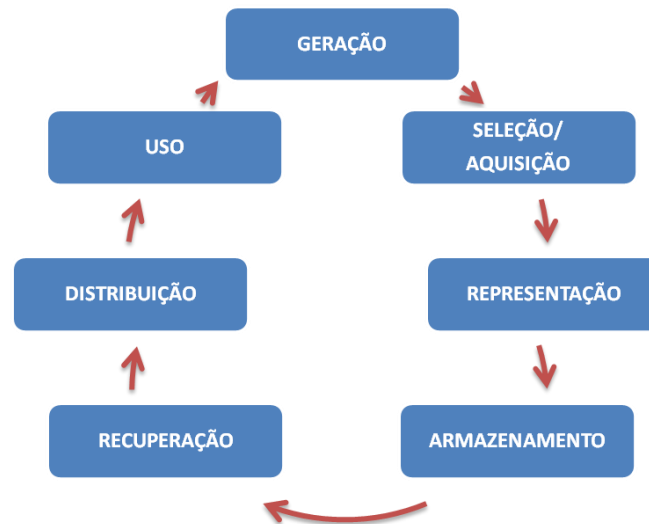 GERAÇÃO
SELEÇÃO/
AQUISIÇÃO
REPRESENTAÇÃO
ARMAZENAMENTO
RECUPERAÇÃO
DISTRIBUIÇÃO
USO